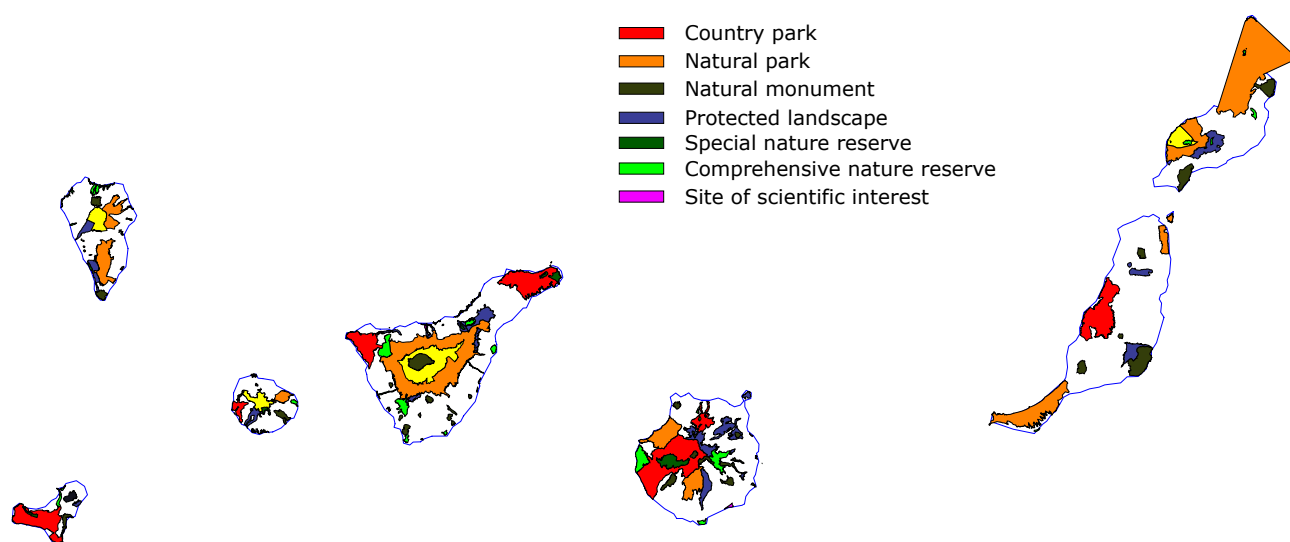 Country park
Natural park
Natural monument
Protected landscape
Special nature reserve
Comprehensive nature reserve
Site of scientific interest